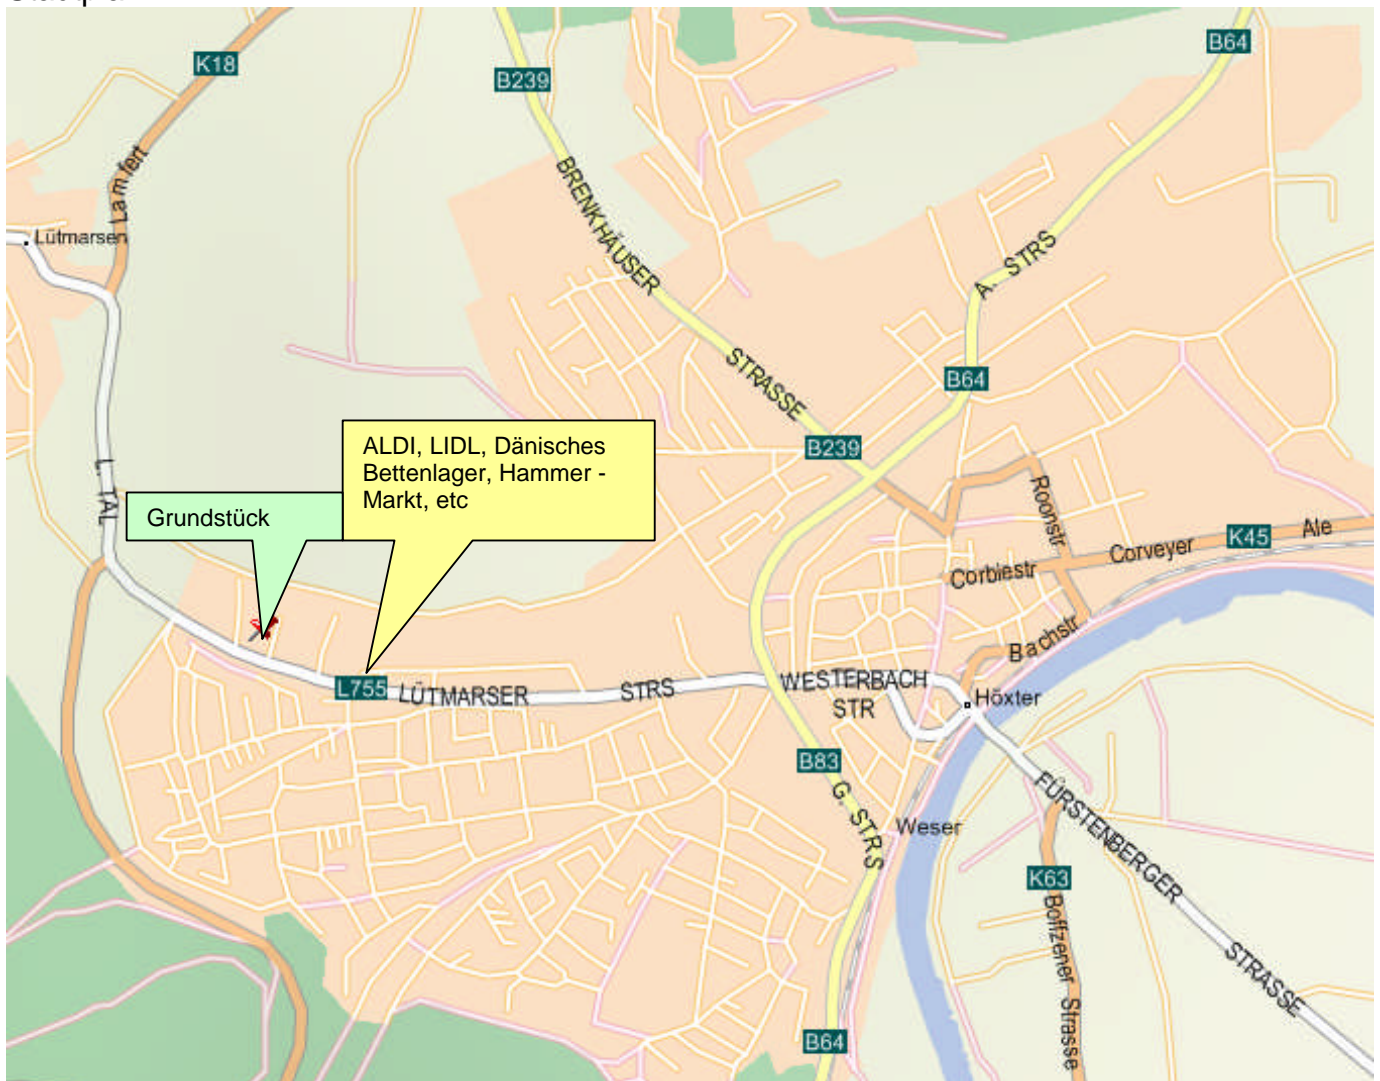 K18
B239
B64
Lamfert
Lütmarsen
BRENKHÄUSER
STRASSE
A. STRS
B64
B239
L. TAL
ALDI, LIDL, Dänisches
Bettenlager, Hammer -
Markt, etc
Grundstück
Roonstr
Corbiestr
Corveyer
K45
Ale
Bachstr
L755
LÜTMARSER
STRS
WESTERBACH
STR
Höxter
B83
G. STRS
Weser
FÜRSTENBERGER
STRASSE
K63
Boffzener Strasse
B64